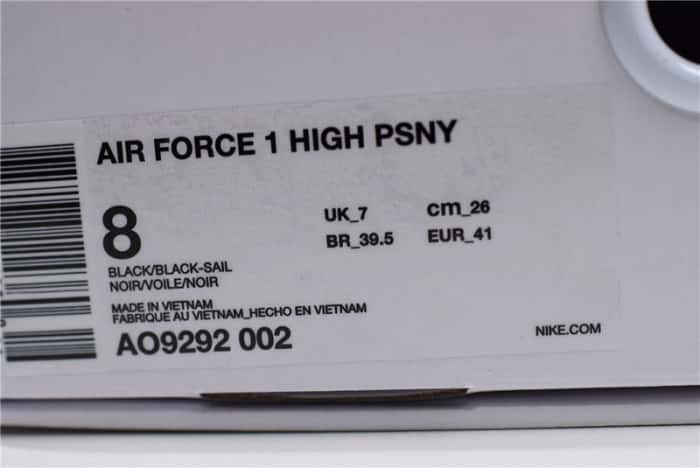 AIR FORCE 1 HIGH PSNY
8
UK_7 cm_26
BR_39.5 EUR_41
BLACK/BLACK-SAIL
NOIR/VOILE/NOIR
MADE IN VIETNAM
FABRIQUE AU VIETNAM_HECHO EN VIETNAM
AO9292 002
NIKE.COM